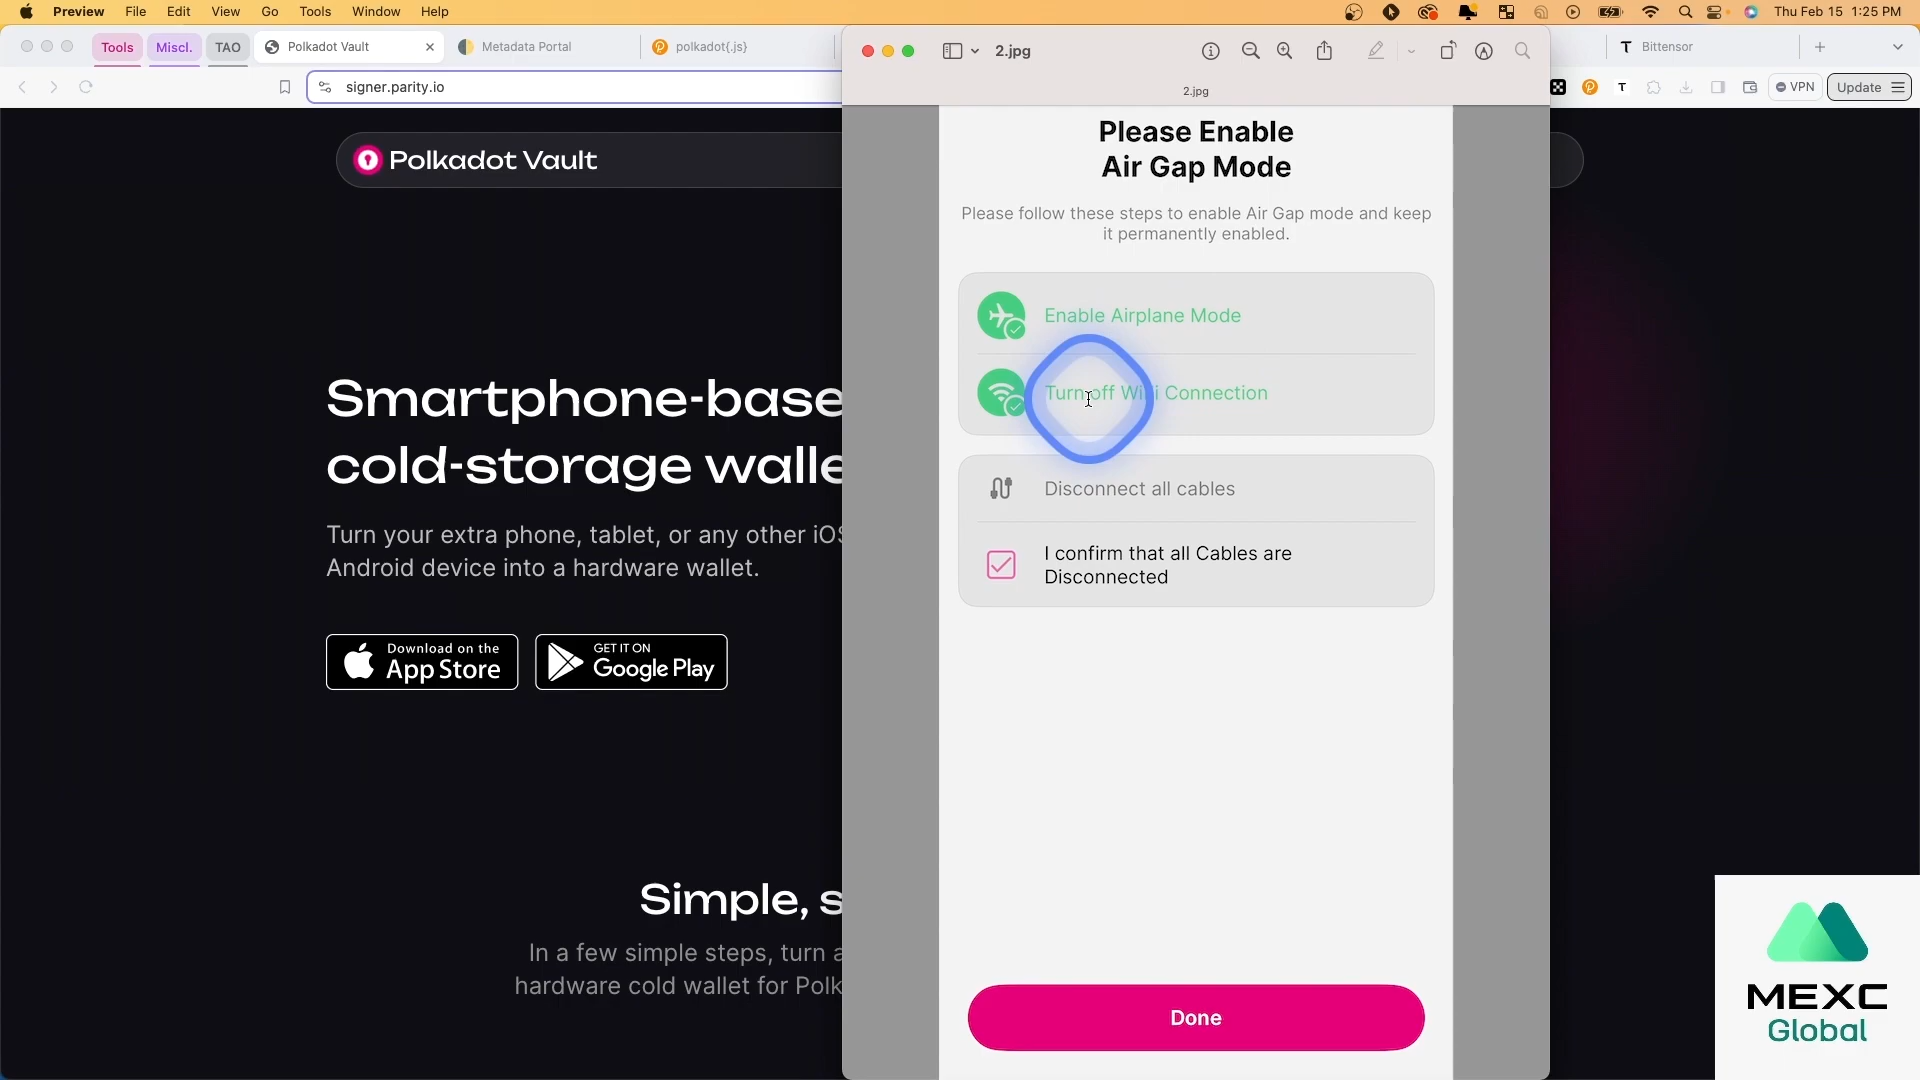 Preview File Edit View Go Tools Window Help
Thu Feb 15 1:25 PM
Tools Misc. TAO Polkadot Vault Metadata Portal polkadot{.js}
Bittensor
signer.parity.io
VPN Update
2.jpg
2.jpg
Polkadot Vault
Smartphone-base
cold-storage walle
Turn your extra phone, tablet, or any other iOS
Android device into a hardware wallet.
Download on the
App Store
GET IT ON
Google Play
Simple, s
In a few simple steps, turn a
hardware cold wallet for Polk
Please Enable
Air Gap Mode
Please follow these steps to enable Air Gap mode and keep
it permanently enabled.
Enable Airplane Mode
Turn off Wifi Connection
Disconnect all cables
I confirm that all Cables are
Disconnected
Done
MEXC
Global